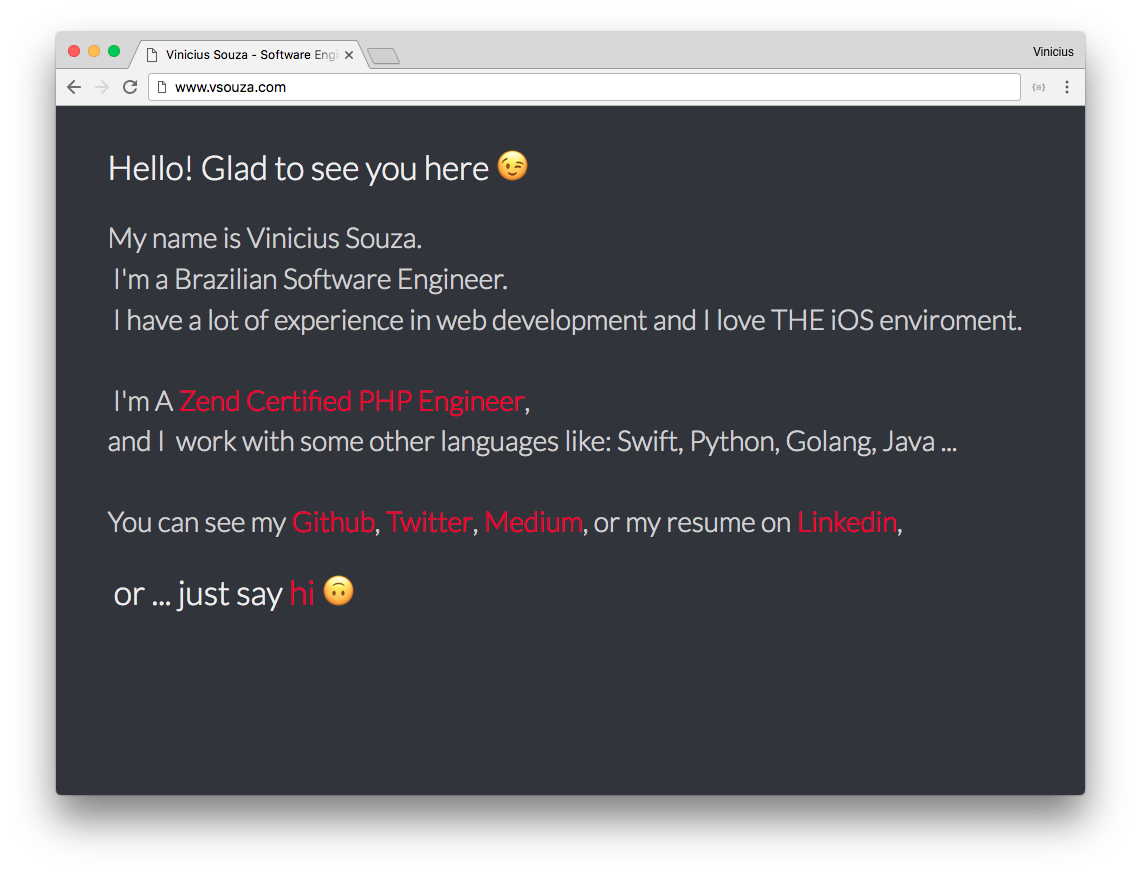 Vinicius Souza - Software Eng
Vinicius
www.vsouza.com
Hello! Glad to see you here 😉
My name is Vinicius Souza.
I'm a Brazilian Software Engineer.
I have a lot of experience in web development and I love THE iOS enviroment.
I'm A Zend Certified PHP Engineer,
and I work with some other languages like: Swift, Python, Golang, Java ...
You can see my Github, Twitter, Medium, or my resume on Linkedin,
or ... just say hi 🙃